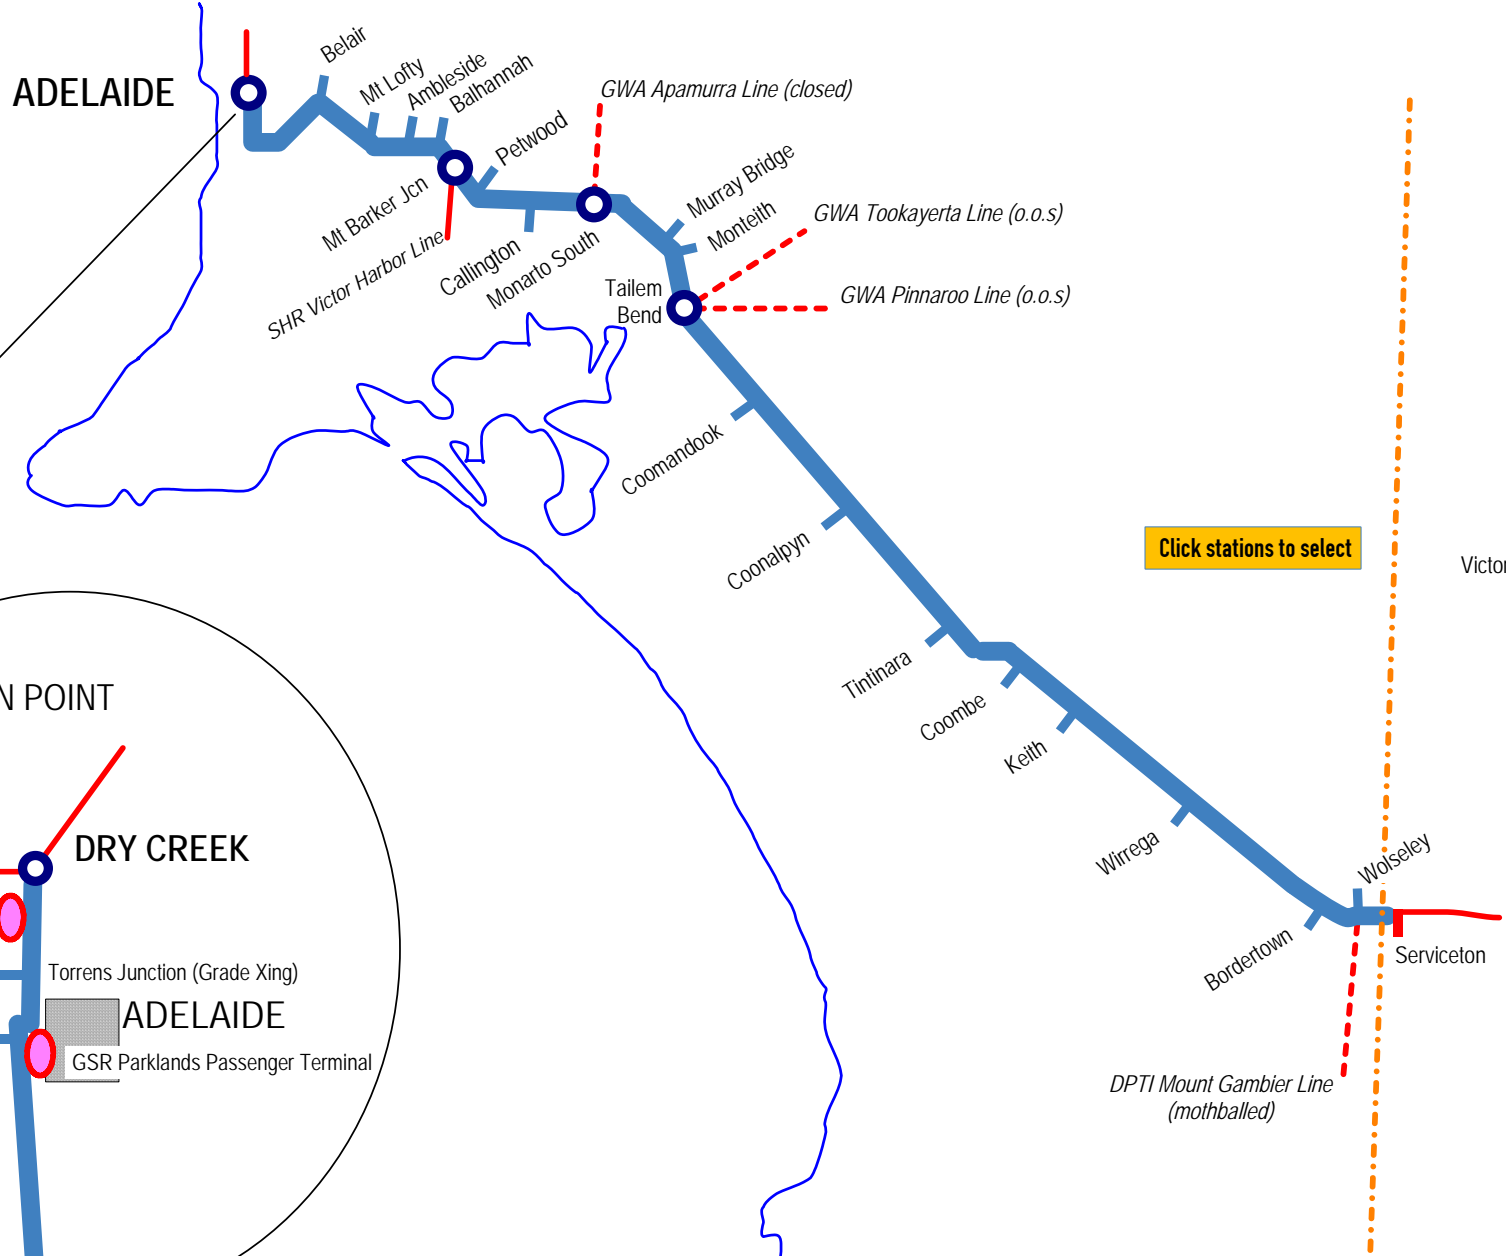 Belair
ADELAIDE
Mt Lofty
Ambleside
Balhannah
GWA Apamurra Line (closed)
Petwood
Murray Bridge
Mt Barker Jcn
Monteith
GWA Tookayerta Line (o.o.s)
SHR Victor Harbor Line
Callington
Monarto South
Tailem
Bend
GWA Pinnaroo Line (o.o.s)
Coomandook
Coonalpyn
Click stations to select
Victor
Tintinara
N POINT
Coombe
Keith
DRY CREEK
Wirrega
Wolseley
Bordertown
Serviceton
Torrens Junction (Grade Xing)
ADELAIDE
GSR Parklands Passenger Terminal
DPTI Mount Gambier Line
(mothballed)